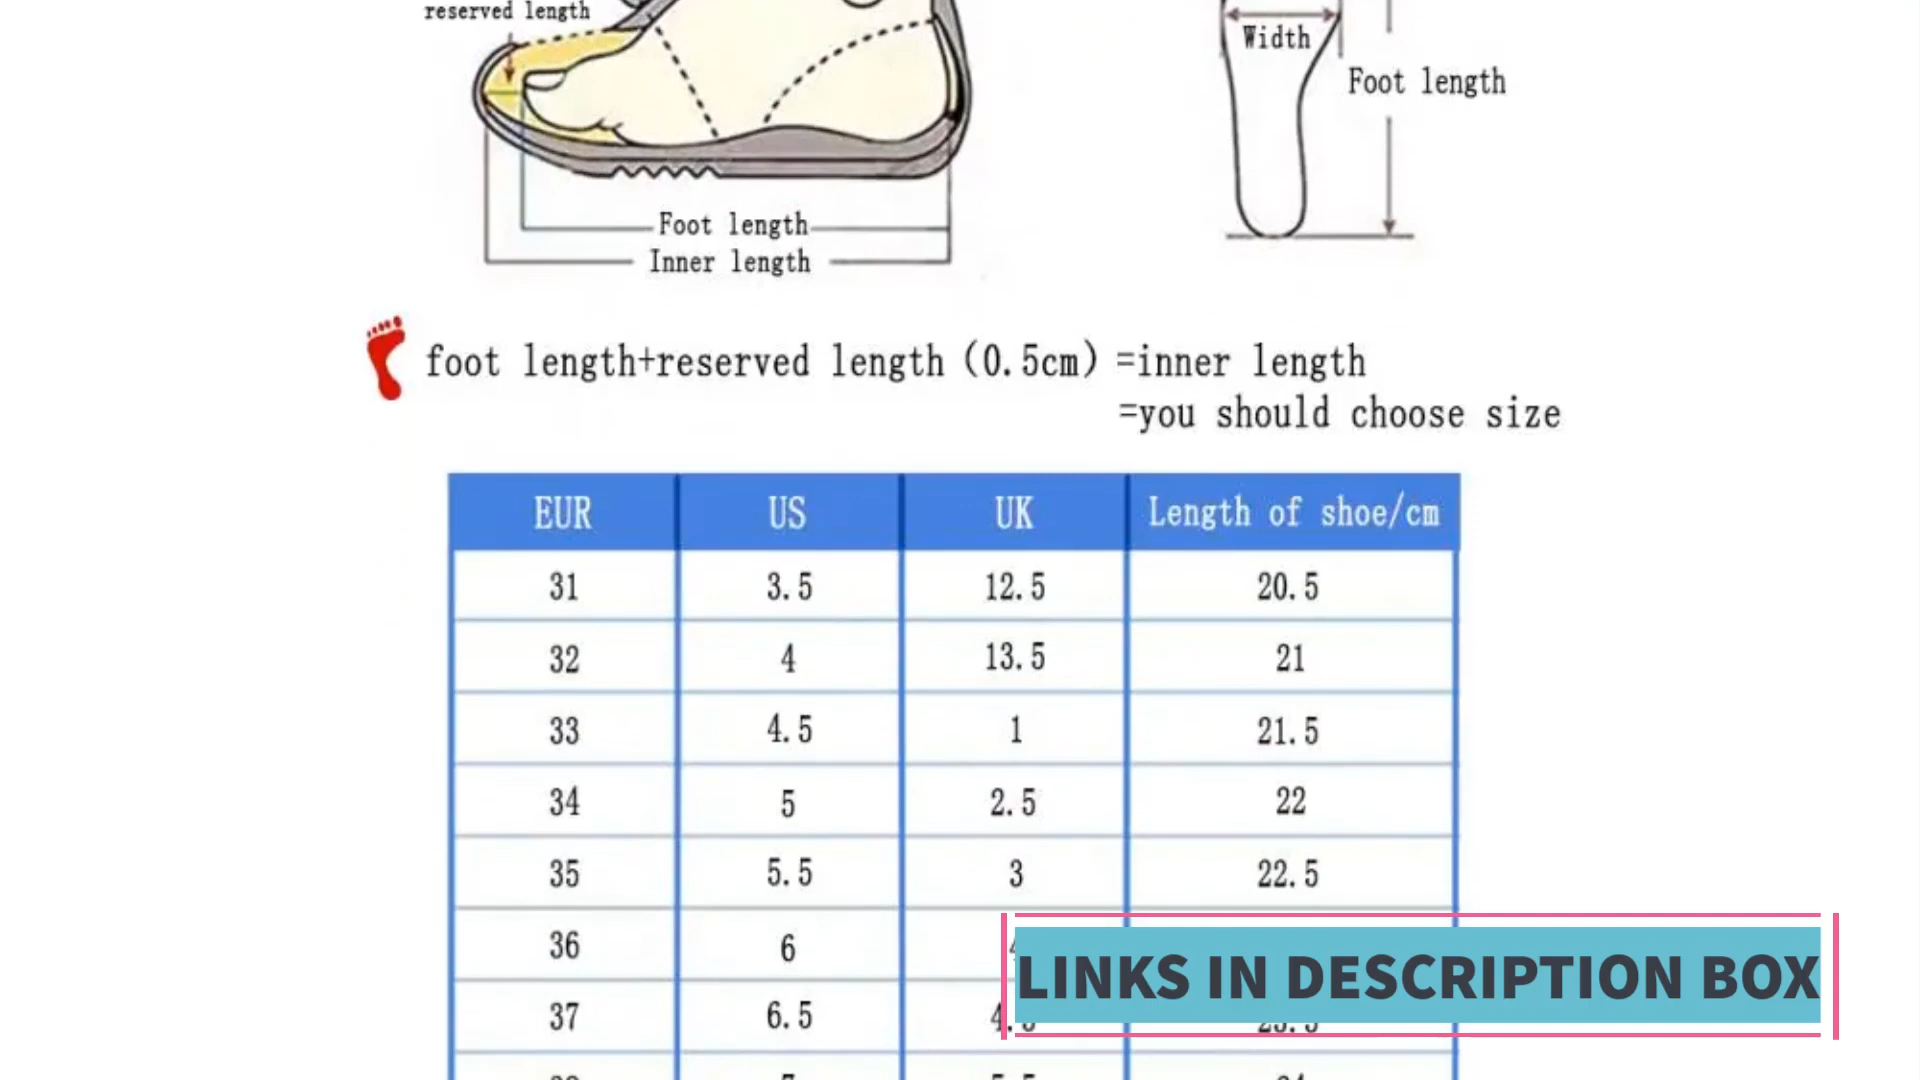 reserved length
Width
Foot length
Foot length
Inner length
foot length+reserved length (0.5cm) =inner length
=you should choose size
EUR US UK Length of shoe/cm
31 3.5 12.5 20.5
32 4 13.5 21
33 4.5 1 21.5
34 5 2.5 22
35 5.5 3 22.5
36 6
LINKS IN DESCRIPTION BOX
37 6.5